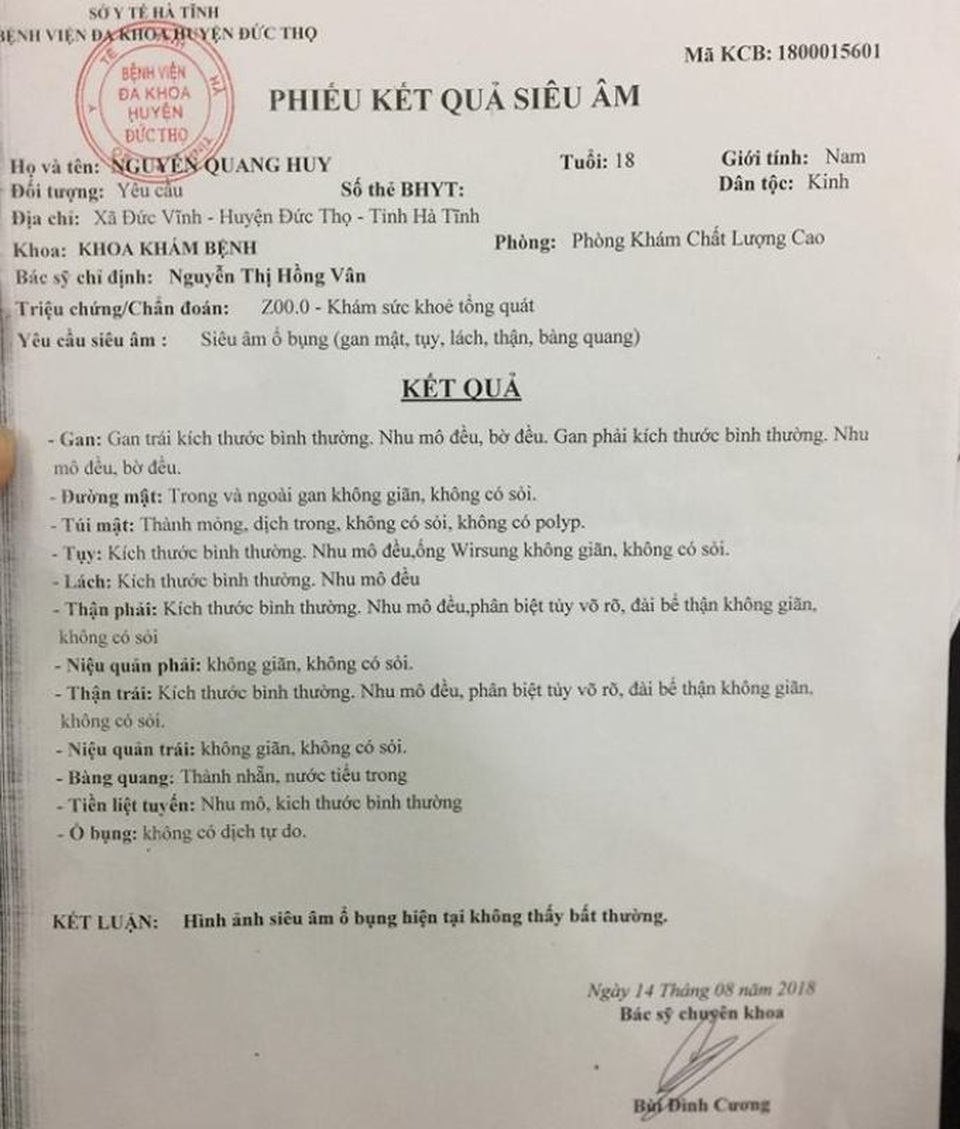 SỞ Y TẾ HÀ TĨNH
BỆNH VIỆN ĐA KHOA HUYỆN ĐỨC THỌ
Mã KCB: 1800015601
BỆNH VIỆN
ĐA KHOA
HUYỆN
ĐỨC THỌ
PHIẾU KẾT QUẢ SIÊU ÂM
Họ và tên: NGUYỄN QUANG HUY Tuổi: 18 Giới tính: Nam
Đối tượng: Yêu cầu Số thẻ BHYT: Dân tộc: Kinh
Địa chỉ: Xã Đức Vĩnh - Huyện Đức Thọ - Tỉnh Hà Tĩnh
Khoa: KHOA KHÁM BỆNH Phòng: Phòng Khám Chất Lượng Cao
Bác sỹ chỉ định: Nguyễn Thị Hồng Vân
Triệu chứng/Chẩn đoán: Z00.0 - Khám sức khoẻ tổng quát
Yêu cầu siêu âm : Siêu âm ổ bụng (gan mật, tụy, lách, thận, bàng quang)
KẾT QUẢ
- Gan: Gan trái kích thước bình thường. Nhu mô đều, bờ đều. Gan phải kích thước bình thường. Nhu
mô đều, bờ đều.
- Đường mật: Trong và ngoài gan không giãn, không có sỏi.
- Túi mật: Thành mỏng, dịch trong, không có sỏi, không có polyp.
- Tụy: Kích thước bình thường. Nhu mô đều,ống Wirsung không giãn, không có sỏi.
- Lách: Kích thước bình thường. Nhu mô đều
- Thận phải: Kích thước bình thường. Nhu mô đều,phân biệt tủy võ rõ, đài bể thận không giãn,
không có sỏi
- Niệu quản phải: không giãn, không có sỏi.
- Thận trái: Kích thước bình thường. Nhu mô đều, phân biệt tủy võ rõ, đài bể thận không giãn,
không có sỏi.
- Niệu quản trái: không giãn, không có sỏi.
- Bàng quang: Thành nhẵn, nước tiểu trong
- Tiền liệt tuyến: Nhu mô, kích thước bình thường
- Ổ bụng: không có dịch tự do.
KẾT LUẬN: Hình ảnh siêu âm ổ bụng hiện tại không thấy bất thường.
Ngày 14 Tháng 08 năm 2018
Bác sỹ chuyên khoa
Bùi Đình Cương